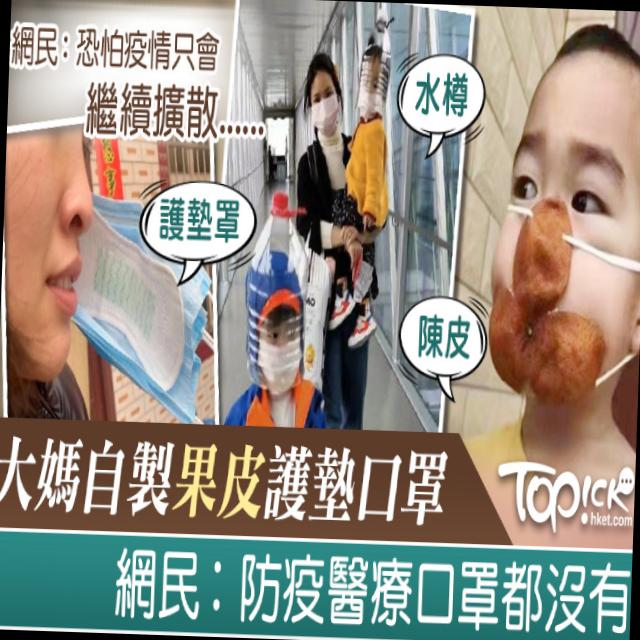 網民：恐怕疫情只會
繼續擴散......
水樽
護墊罩
陳皮
大媽自製果皮護墊口罩
TOPick
hket.com
網民：防疫醫療口罩都沒有